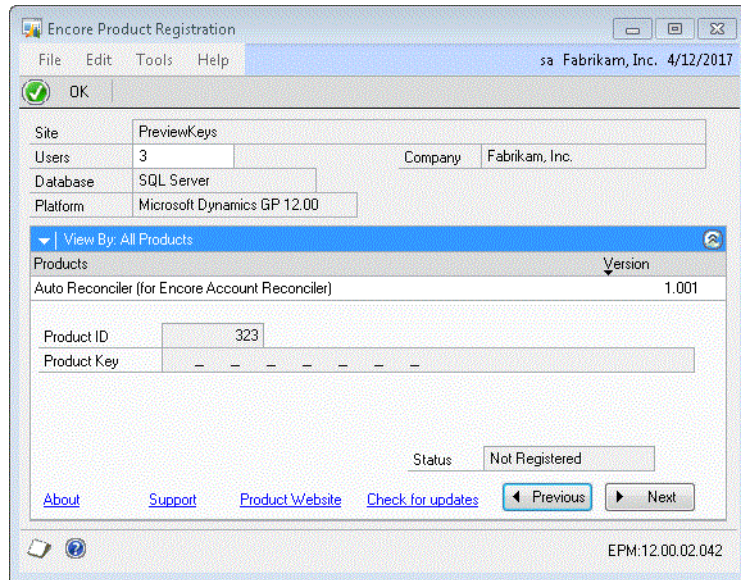 Encore Product Registration
File Edit Tools Help sa Fabrikam, Inc. 4/12/2017
OK
Site PreviewKeys
Users 3 Company Fabrikam, Inc.
Database SQL Server
Platform Microsoft Dynamics GP 12.00
View By: All Products
Products Version
Auto Reconciler (for Encore Account Reconciler) 1.001
Product ID 323
Product Key _ _ _ _ _ _ _
Status Not Registered
About Support Product Website Check for updates Previous Next
EPM:12.00.02.042